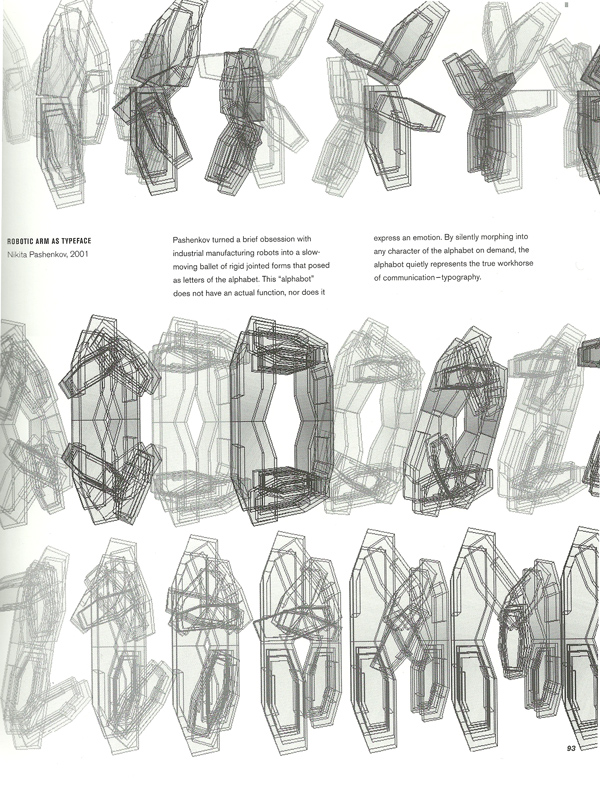 ROBOTIC ARM AS TYPEFACE
Nikita Pashenkov, 2001
Pashenkov turned a brief obsession with
industrial manufacturing robots into a slow-
moving ballet of rigid jointed forms that posed
as letters of the alphabet. This "alphabot"
does not have an actual function, nor does it
express an emotion. By silently morphing into
any character of the alphabet on demand, the
alphabot quietly represents the true workhorse
of communication—typography.
93